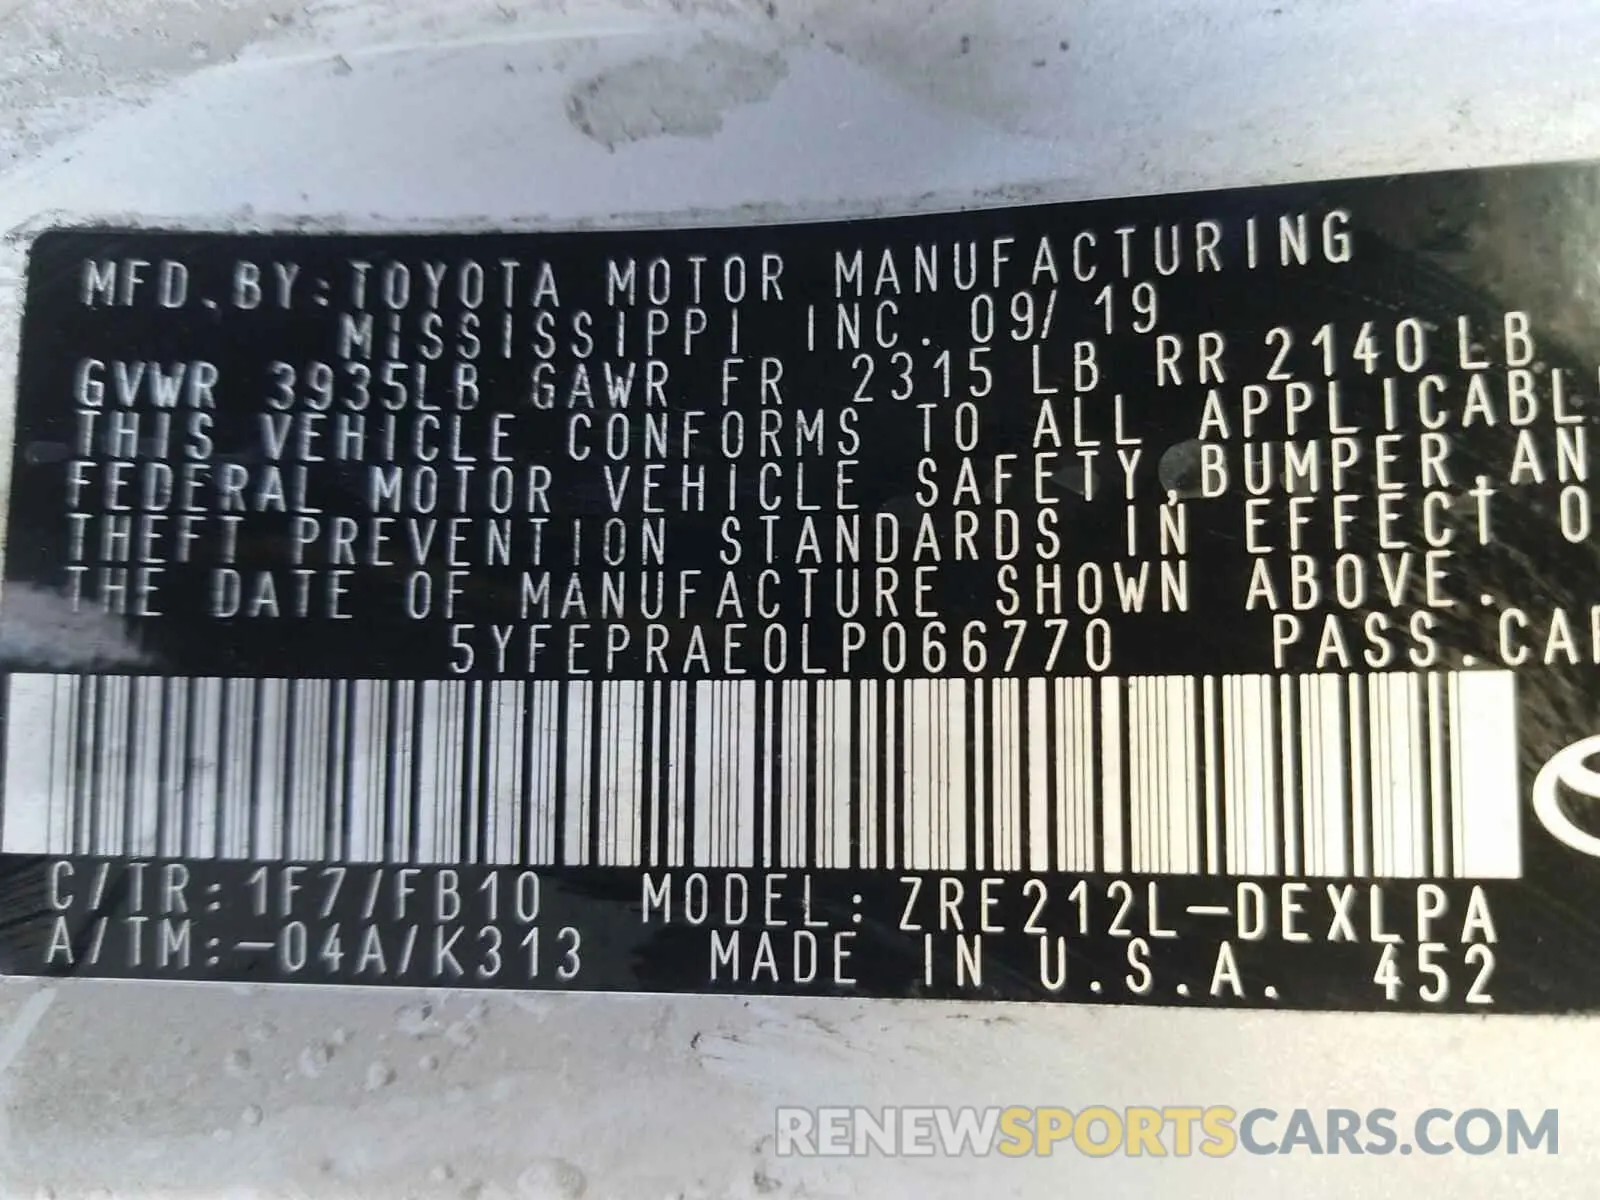 MFD. BY: TOYOTA MOTOR MANUFACTURING
MISSISSIPPI INC. 09/19
GVWR 3935LB GAWR FR 2315 LB RR 2140 LB
THIS VEHICLE CONFORMS TO ALL APPLICABL
FEDERAL MOTOR VEHICLE SAFETY, BUMPER, AN
THEFT PREVENTION STANDARDS IN EFFECT O
THE DATE OF MANUFACTURE SHOWN ABOVE.
5YFEPRAE0LP066770 PASS. CAR
C/TR: 1F7/FB10 MODEL: ZRE212L-DEXLPA
A/TM: -04A/K313 MADE IN U.S.A. 452
RENEWSPORTSCARS.COM